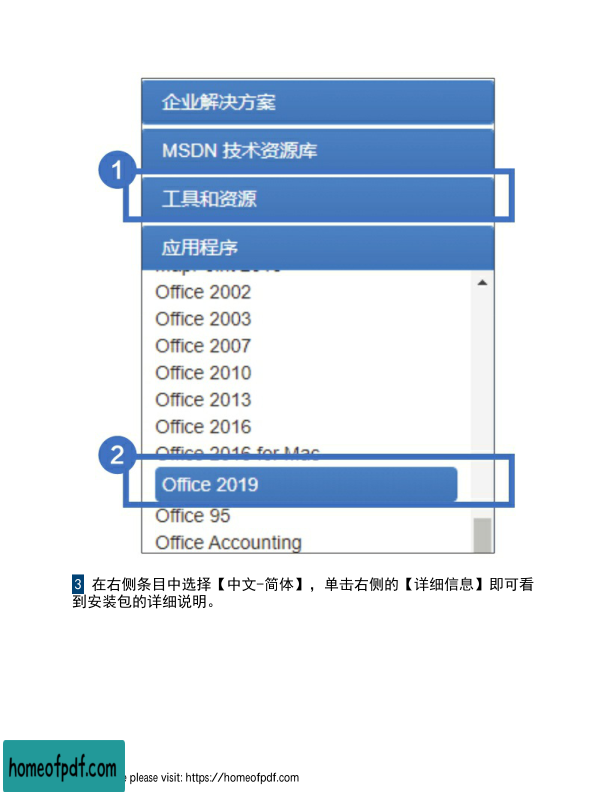 企业解决方案
MSDN 技术资源库
1
工具和资源
应用程序
Office 2002
Office 2003
Office 2007
Office 2010
Office 2013
Office 2016
2
Office 2016 for Mac
Office 2019
Office 95
Office Accounting
3 在右侧条目中选择【中文-简体】，单击右侧的【详细信息】即可看
到安装包的详细说明。
homeofpdf.com
please visit: https://homeofpdf.com